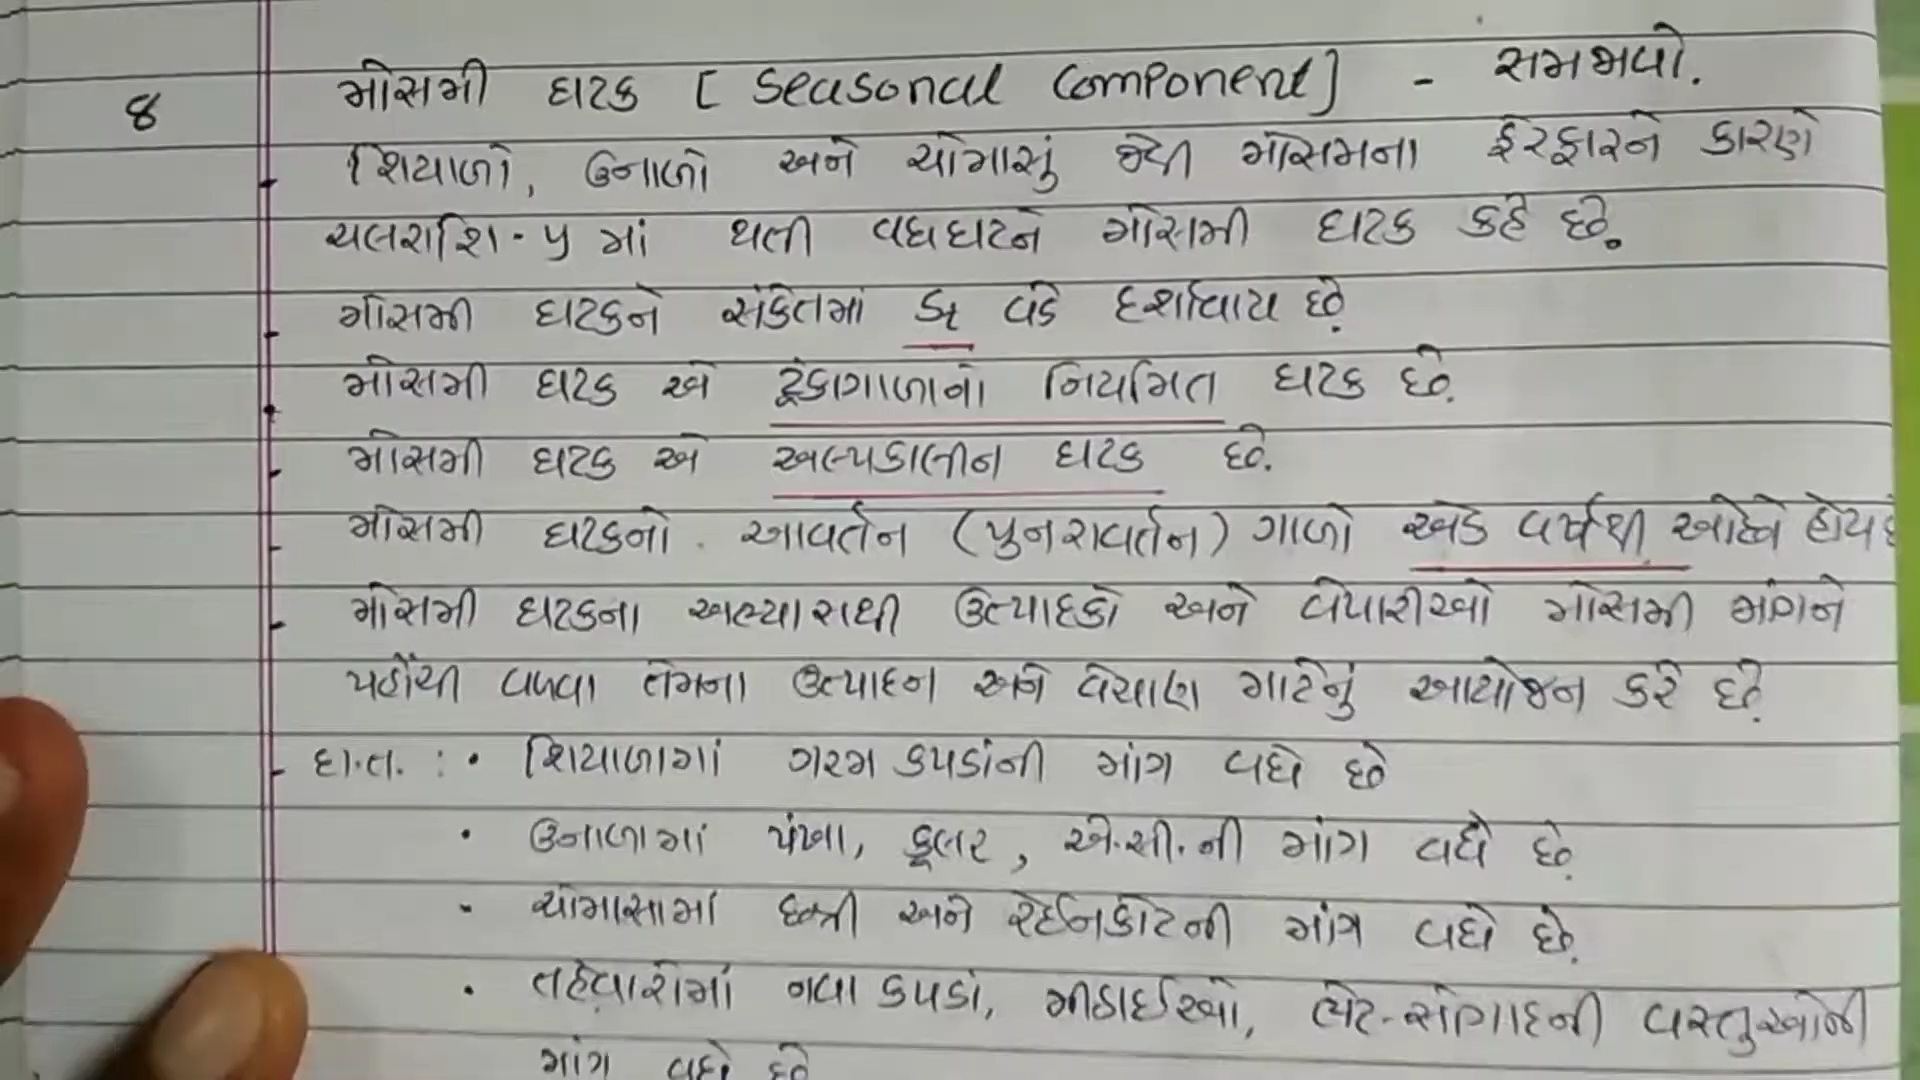 8 મોસમી ઘટક [ Seasonal Component ] - સમજાવો.
શિયાળો, ઉનાળો અને ચોમાસું જેવી મોસમના ફેરફારને કારણે
ચલરાશિ - y માં થતી વધઘટને મોસમી ઘટક કહે છે.
મોસમી ઘટકને સંકેતમાં St વડે દર્શાવાય છે.
મોસમી ઘટક એ ટૂંકાગાળાનો નિયમિત ઘટક છે.
મોસમી ઘટક એ અલ્પકાલીન ઘટક છે.
મોસમી ઘટકનો આવર્તન (પુનરાવર્તન) ગાળો એક વર્ષથી ઓછો હોય છે
મોસમી ઘટકના અભ્યાસથી ઉત્પાદકો અને વેપારીઓ મોસમી માંગને
પહોંચી વળવા તેમના ઉત્પાદન અને વેચાણ માટેનું આયોજન કરે છે.
દા.ત. : • શિયાળામાં ગરમ કપડાંની માંગ વધે છે
• ઉનાળામાં પંખા, કૂલર, એ.સી. ની માંગ વધે છે.
• ચોમાસામાં છત્રી અને રેઈનકોટની માંગ વધે છે.
• તહેવારોમાં નવા કપડાં, મીઠાઈઓ, ભેટ-સોગાદની વસ્તુઓની
માંગ વધે છે